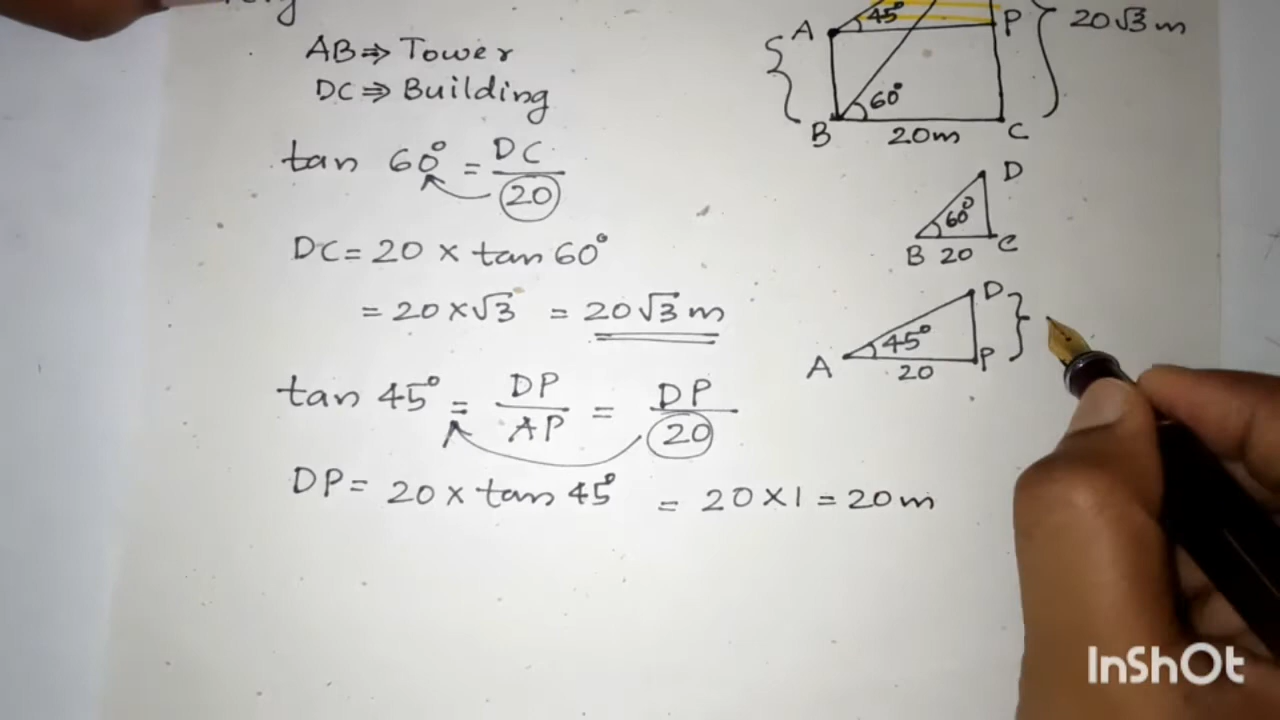 AB ⇒ Tower
DC ⇒ Building
tan 60° = DC / 20
DC = 20 × tan 60°
= 20 × √3 = 20√3 m
tan 45° = DP / AP = DP / 20
DP = 20 × tan 45° = 20 × 1 = 20 m
45°
A
P
20√3 m
60°
B
20m
C
D
60°
B 20 C
D
45°
A
20
P
InShOt